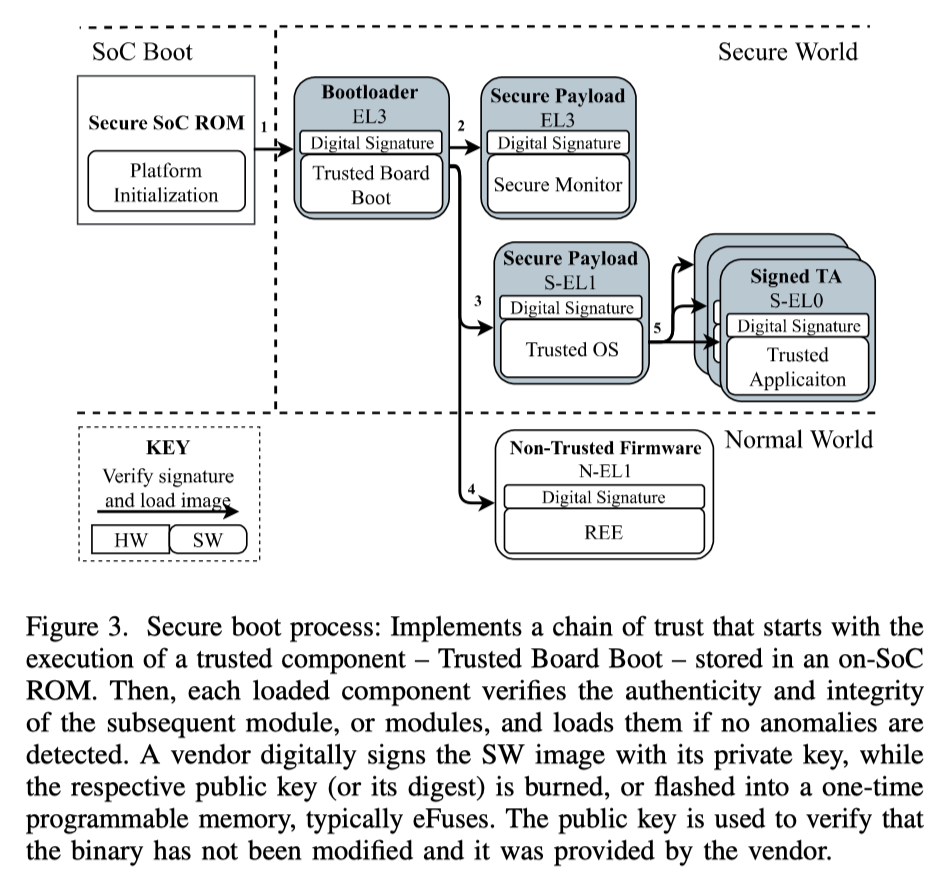 SoC Boot
Secure World
Secure SoC ROM
Platform
Initialization
1
Bootloader
EL3
Digital Signature
Trusted Board
Boot
2
Secure Payload
EL3
Digital Signature
Secure Monitor
3
Secure Payload
S-EL1
Digital Signature
Trusted OS
5
Signed TA
S-EL0
Digital Signature
Trusted
Applicaiton
KEY
Verify signature
and load image
HW
SW
Normal World
4
Non-Trusted Firmware
N-EL1
Digital Signature
REE
Figure 3. Secure boot process: Implements a chain of trust that starts with the
execution of a trusted component – Trusted Board Boot – stored in an on-SoC
ROM. Then, each loaded component verifies the authenticity and integrity
of the subsequent module, or modules, and loads them if no anomalies are
detected. A vendor digitally signs the SW image with its private key, while
the respective public key (or its digest) is burned, or flashed into a one-time
programmable memory, typically eFuses. The public key is used to verify that
the binary has not been modified and it was provided by the vendor.